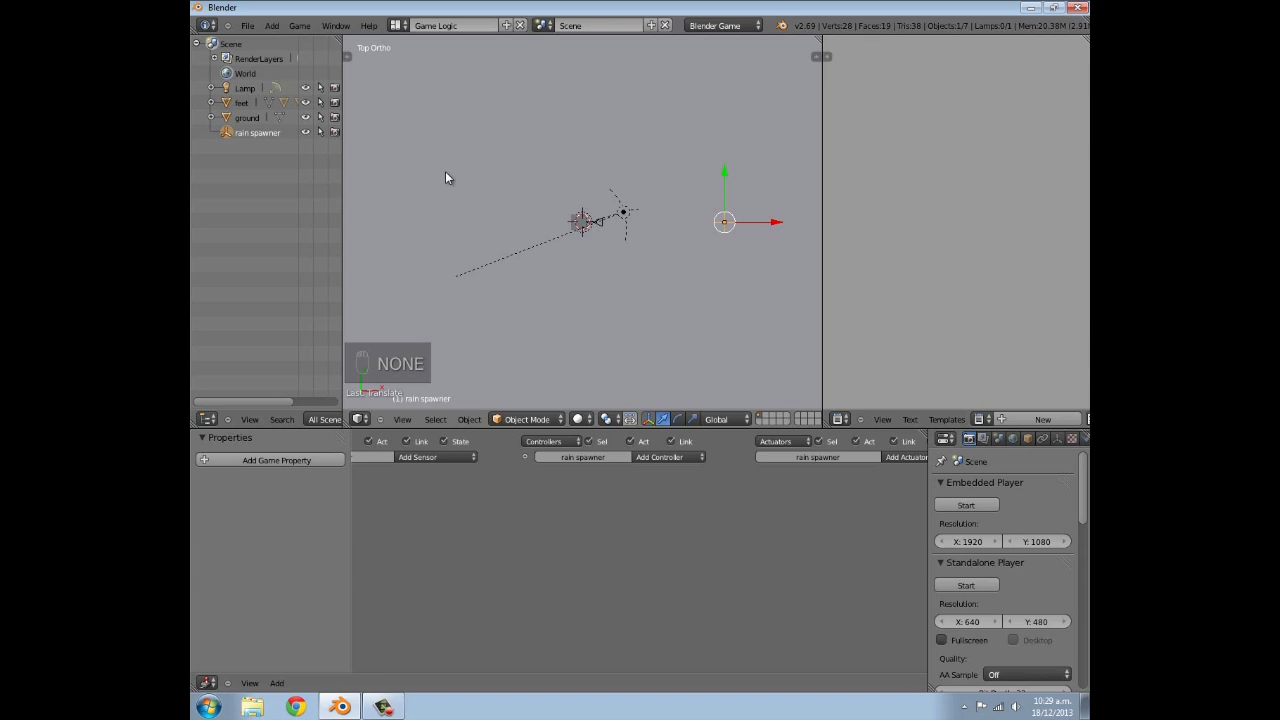 Blender
File Add Game Window Help Game Logic Scene Blender Game v2.69 | Verts:28 | Faces:19 | Tris:38 | Objects:1/7 | Lamps:0/1 | Mem:20.38M
Scene
RenderLayers
World
Lamp
feet
ground
rain spawner
Top Ortho
NONE
Last: Translate
(1) rain spawner
View Search All Scene
View Select Object Object Mode Global
View Text Templates New
Properties
Add Game Property
Act Link State
Add Sensor
Controllers Sel Act Link
rain spawner Add Controller
Actuators Sel Act Link
rain spawner Add Actuator
Scene
Embedded Player
Start
Resolution:
X: 1920 Y: 1080
Standalone Player
Start
Resolution:
X: 640 Y: 480
Fullscreen Desktop
Quality:
AA Sample Off
View Add
10:29 a.m.
18/12/2013